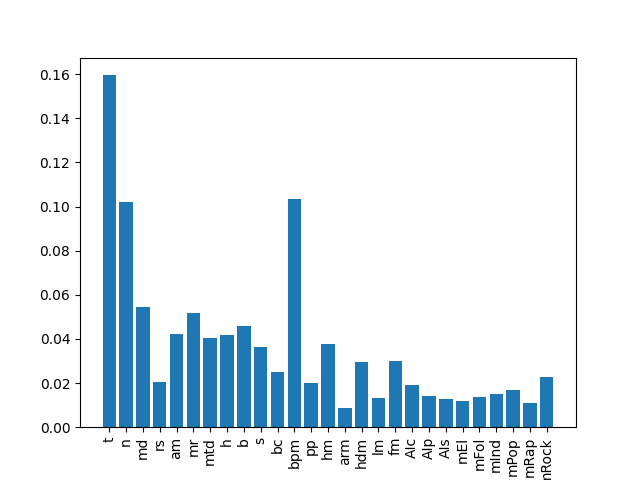 0.16
0.14
0.12
0.10
0.08
0.06
0.04
0.02
0.00
t
n
md
rs
am
mr
mtd
h
b
s
bc
bpm
pp
hm
arm
hdm
lm
fm
Alc
Alp
Als
mEl
mFol
mInd
mPop
mRap
mRock